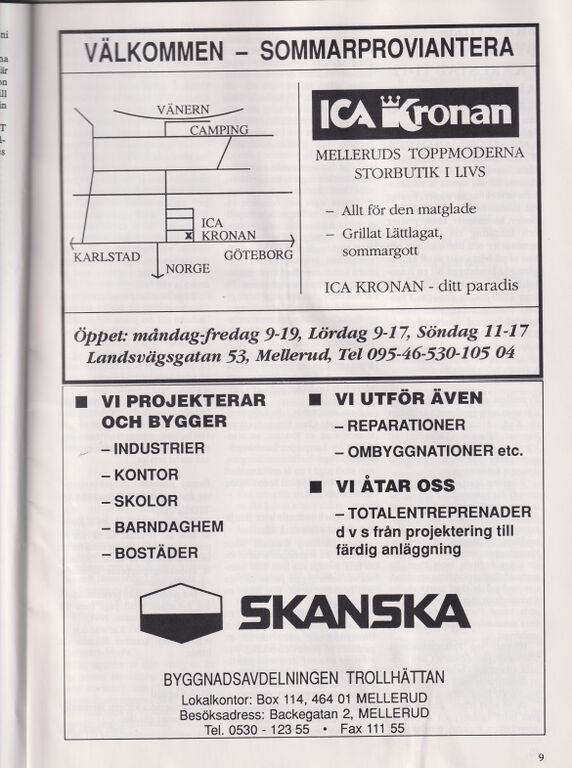 VÄLKOMMEN – SOMMARPROVIANTERA
VÄNERN
CAMPING
ICA
x KRONAN
KARLSTAD
GÖTEBORG
NORGE
ICA Kronan
MELLERUDS TOPPMODERNA
STORBUTIK I LIVS
– Allt för den matglade
– Grillat Lättlagat,
sommargott
ICA KRONAN - ditt paradis
Öppet: måndag-fredag 9-19, Lördag 9-17, Söndag 11-17
Landsvägsgatan 53, Mellerud, Tel 095-46-530-105 04
■ VI PROJEKTERAR
OCH BYGGER
– INDUSTRIER
– KONTOR
– SKOLOR
– BARNDAGHEM
– BOSTÄDER
■ VI UTFÖR ÄVEN
– REPARATIONER
– OMBYGGNATIONER etc.
■ VI ÅTAR OSS
– TOTALENTREPRENADER
d v s från projektering till
färdig anläggning
SKANSKA
BYGGNADSAVDELNINGEN TROLLHÄTTAN
Lokalkontor: Box 114, 464 01 MELLERUD
Besöksadress: Backegatan 2, MELLERUD
Tel. 0530 - 123 55 • Fax 111 55
9